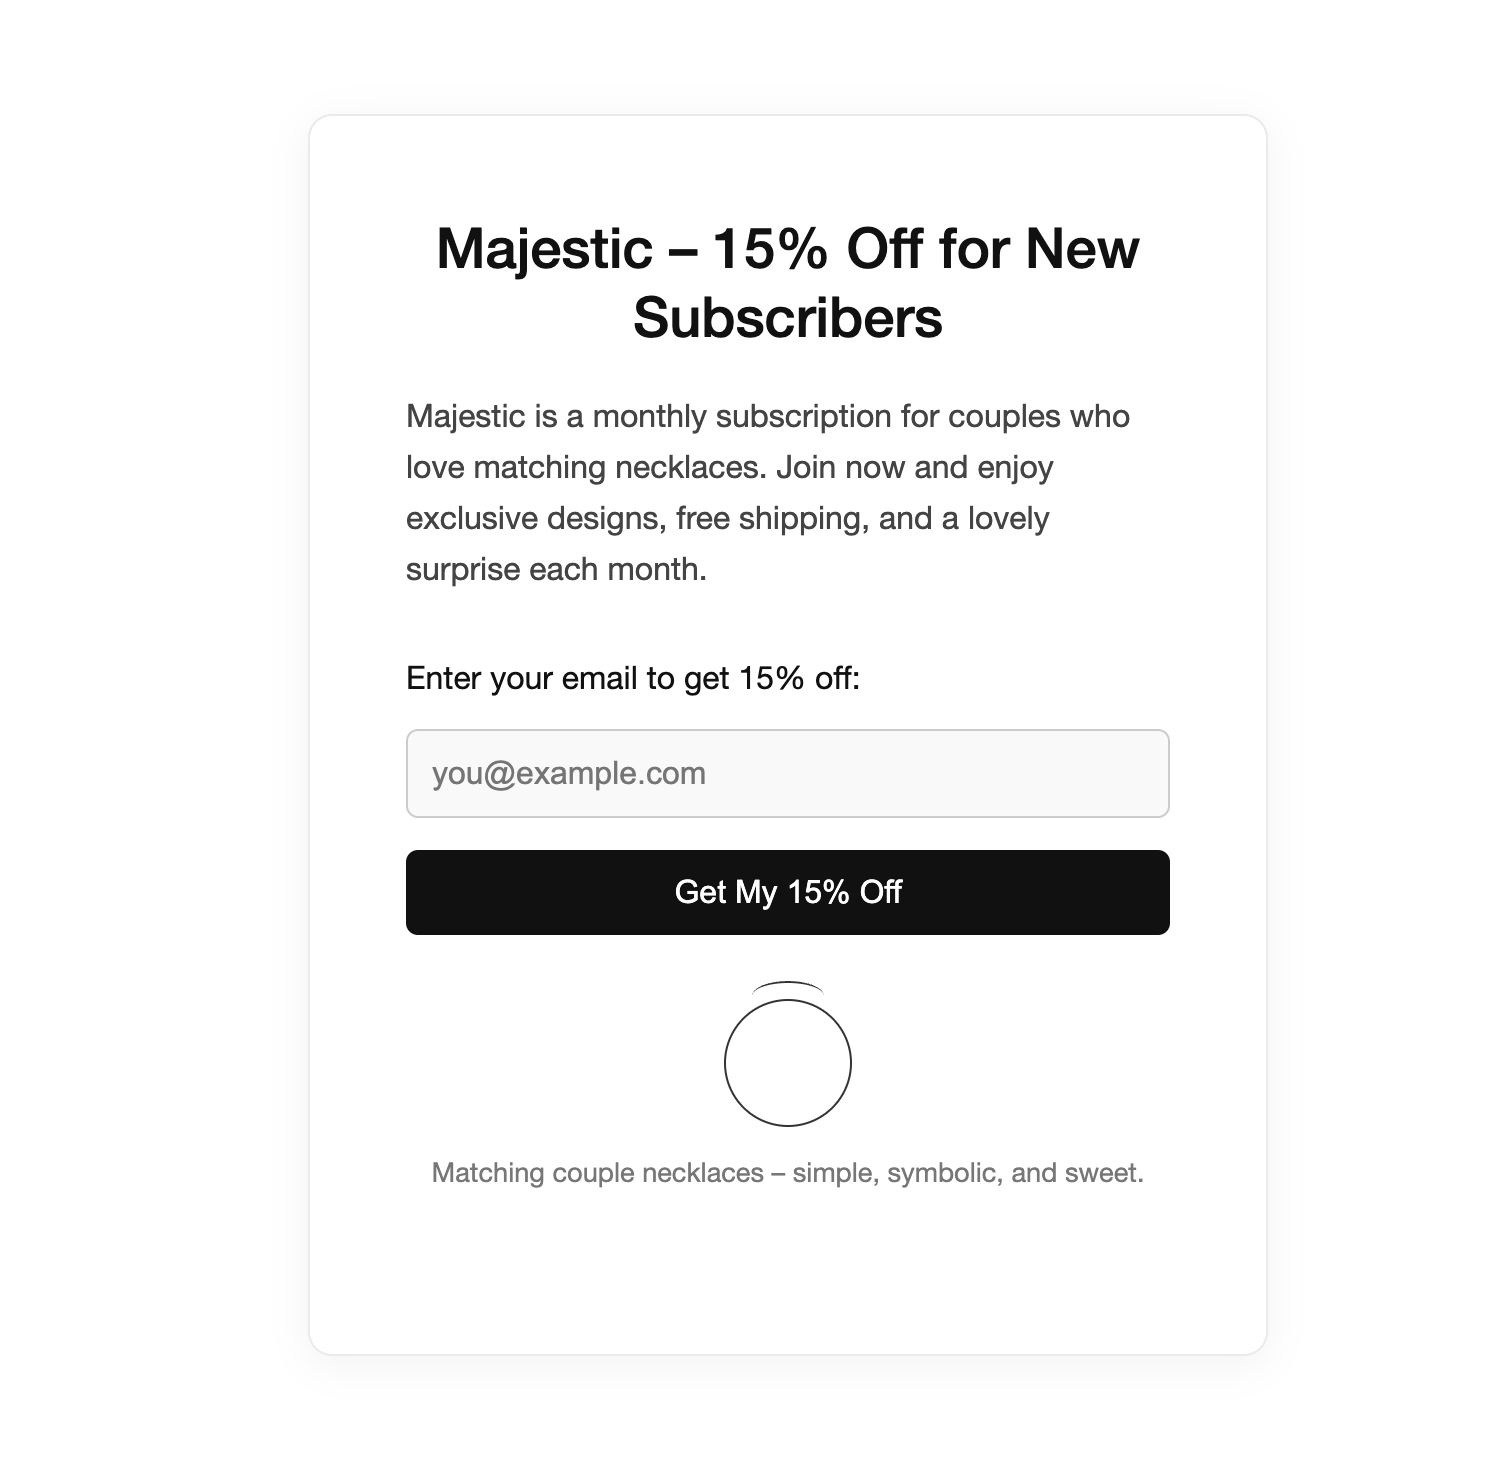 Majestic – 15% Off for New
Subscribers
Majestic is a monthly subscription for couples who
love matching necklaces. Join now and enjoy
exclusive designs, free shipping, and a lovely
surprise each month.
Enter your email to get 15% off:
you@example.com
Get My 15% Off
Matching couple necklaces – simple, symbolic, and sweet.